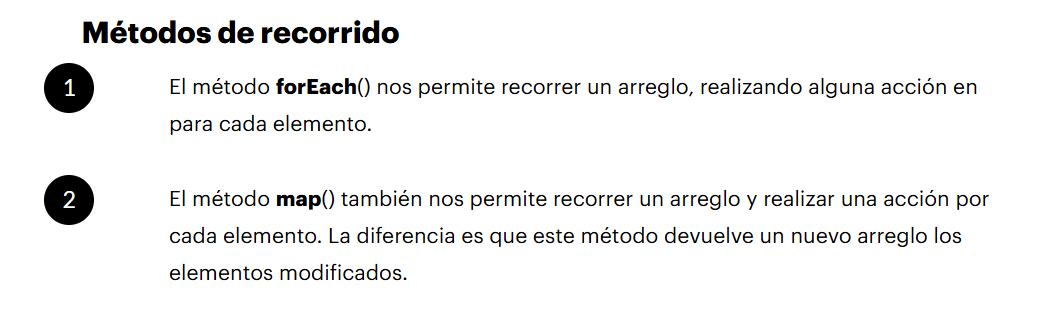 Métodos de recorrido
1 El método forEach() nos permite recorrer un arreglo, realizando alguna acción en
para cada elemento.
2 El método map() también nos permite recorrer un arreglo y realizar una acción por
cada elemento. La diferencia es que este método devuelve un nuevo arreglo los
elementos modificados.